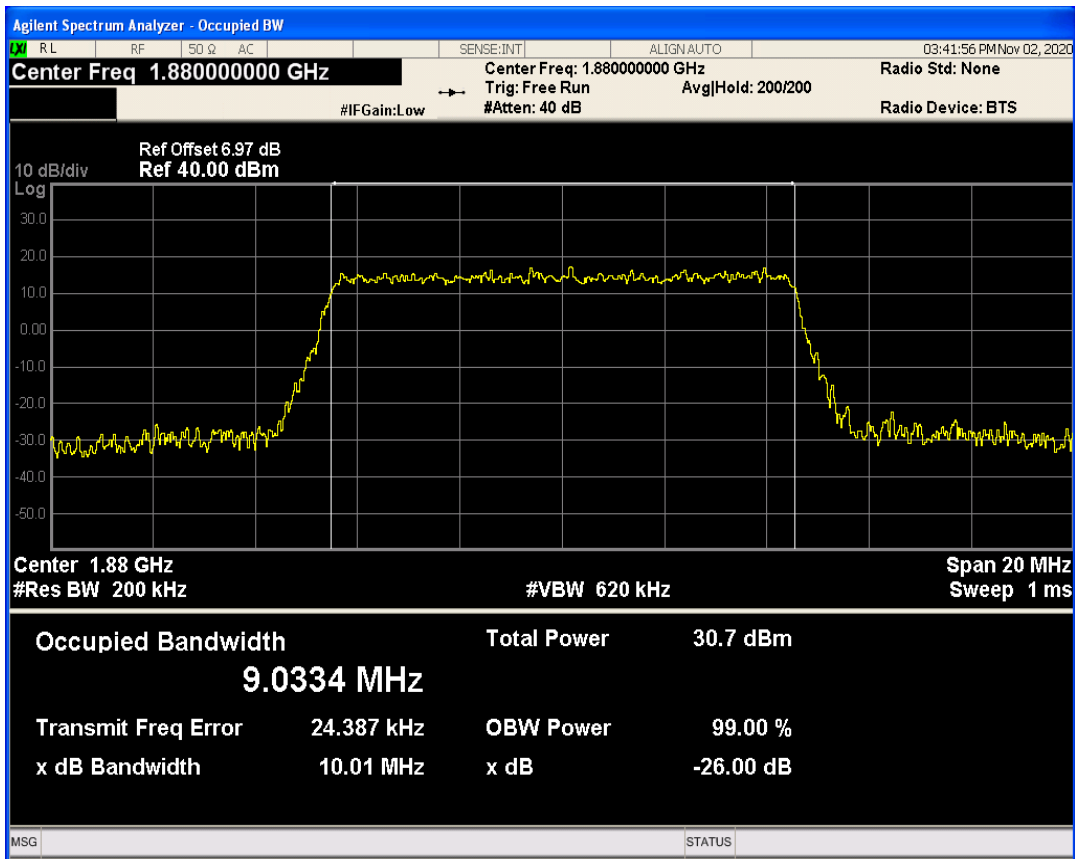 Agilent Spectrum Analyzer - Occupied BW
LXI RL RF 50 Ω AC SENSE:INT ALIGN AUTO 03:41:56 PM Nov 02, 2020
Center Freq 1.880000000 GHz
Center Freq: 1.880000000 GHz
Radio Std: None
Trig: Free Run
Avg|Hold: 200/200
#IFGain:Low
#Atten: 40 dB
Radio Device: BTS
Ref Offset 6.97 dB
10 dB/div Ref 40.00 dBm
Log
30.0
20.0
10.0
0.00
-10.0
-20.0
-30.0
-40.0
-50.0
Center 1.88 GHz
Span 20 MHz
#Res BW 200 kHz
#VBW 620 kHz
Sweep 1 ms
Occupied Bandwidth
Total Power 30.7 dBm
9.0334 MHz
Transmit Freq Error 24.387 kHz
OBW Power 99.00 %
x dB Bandwidth 10.01 MHz
x dB -26.00 dB
MSG
STATUS